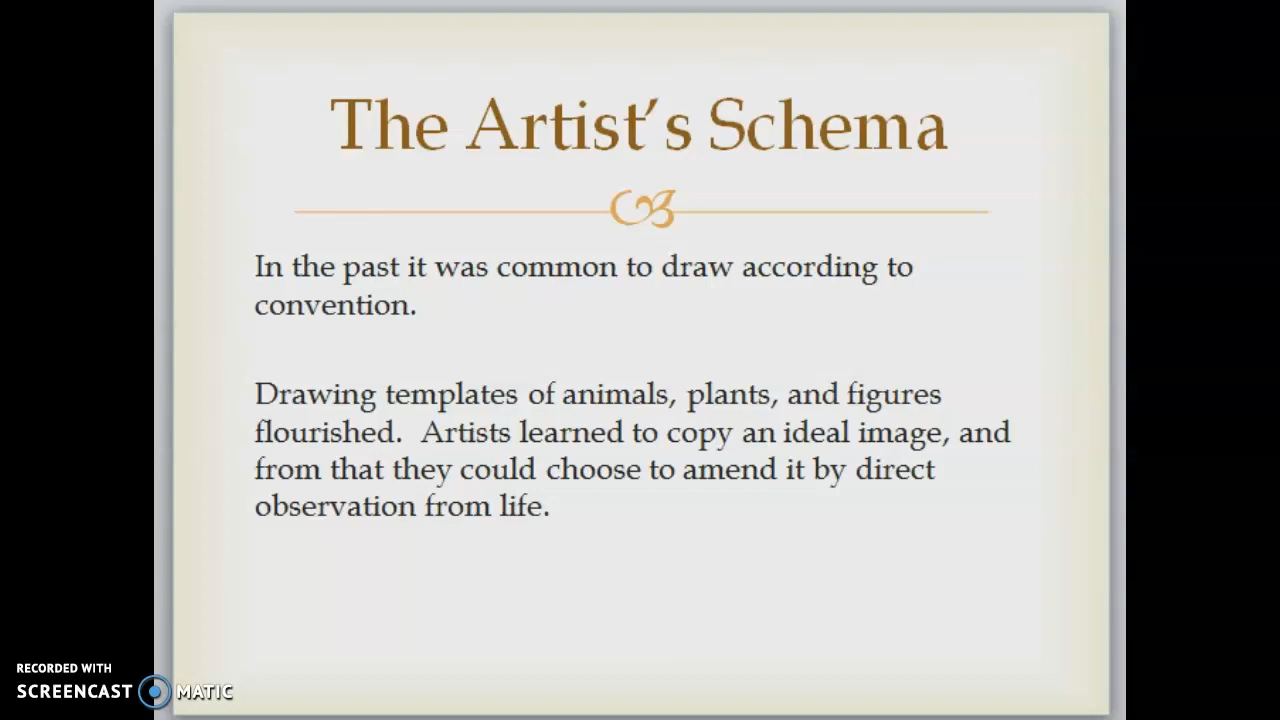 The Artist's Schema
In the past it was common to draw according to
convention.
Drawing templates of animals, plants, and figures
flourished.  Artists learned to copy an ideal image, and
from that they could choose to amend it by direct
observation from life.
RECORDED WITH
SCREENCAST MATIC